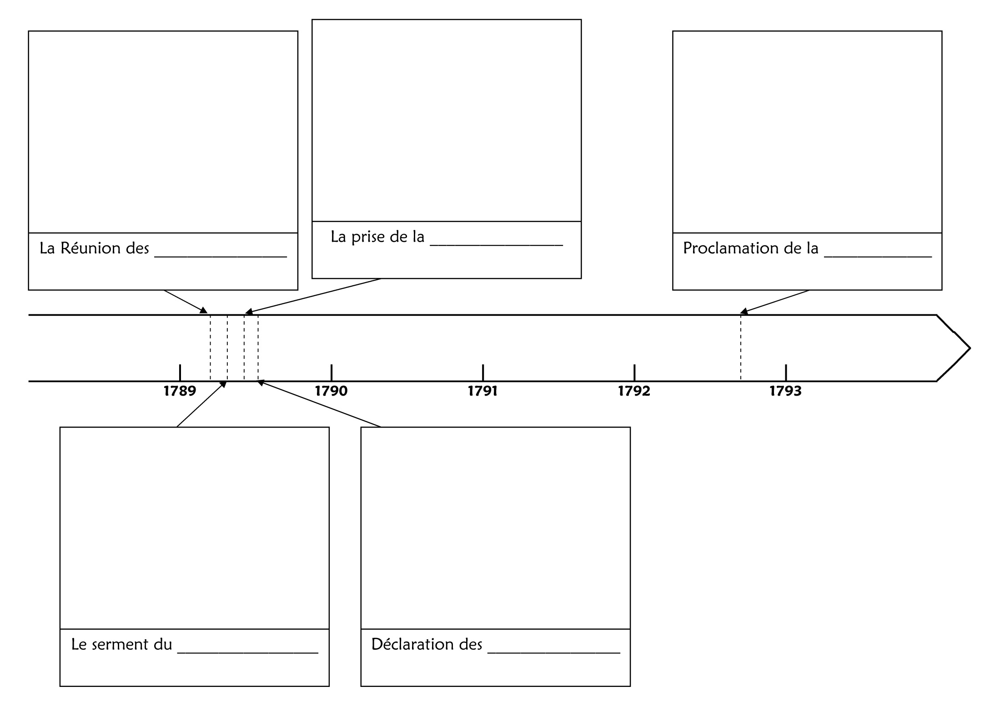 La prise de la ________________
La Réunion des ________________
Proclamation de la _____________
1789 1790 1791 1792 1793
Le serment du _________________
Déclaration des ________________